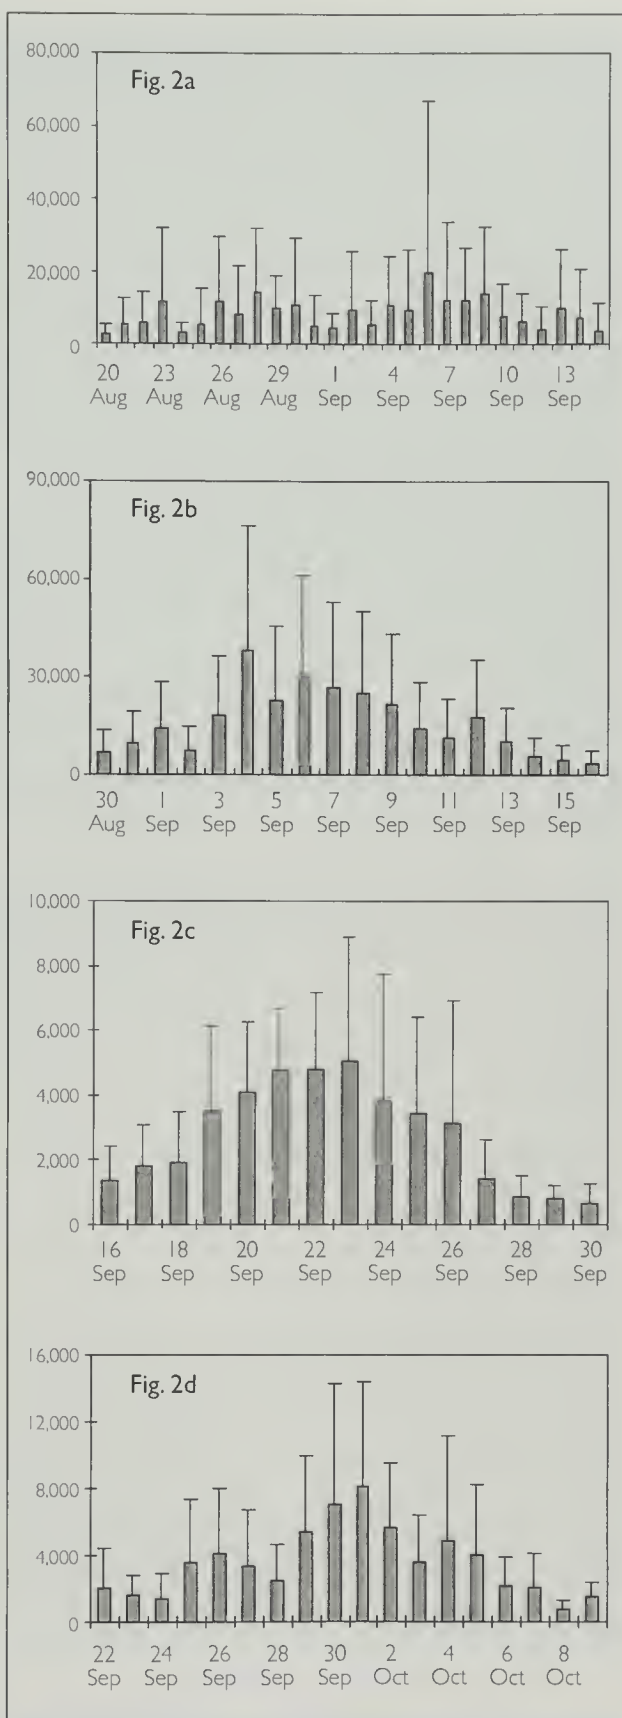 80,000
Fig. 2a
60,000
40,000
20,000
0
20 23 26 29 1 4 7 10 13
Aug Aug Aug Aug Sep Sep Sep Sep Sep
90,000
Fig. 2b
60,000
30,000
0
30 1 3 5 7 9 11 13 15
Aug Sep Sep Sep Sep Sep Sep Sep Sep
10,000
Fig. 2c
8,000
6,000
4,000
2,000
0
16 18 20 22 24 26 28 30
Sep Sep Sep Sep Sep Sep Sep Sep
16,000
Fig. 2d
12,000
8,000
4,000
0
22 24 26 28 30 2 4 6 8
Sep Sep Sep Sep Sep Oct Oct Oct Oct